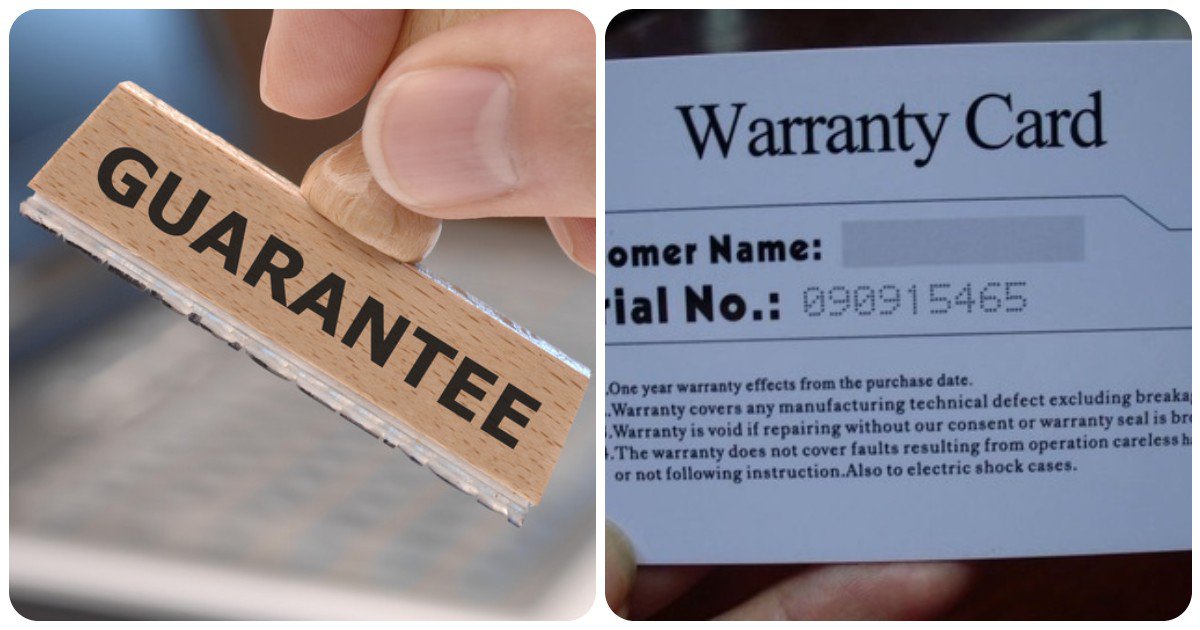 GUARANTEE
Warranty Card
omer Name:
rial No.: 090915465
.One year warranty effects from the purchase date.
.Warranty covers any manufacturing technical defect excluding breaka
.Warranty is void if repairing without our consent or warranty seal is bro
.The warranty does not cover faults resulting from operation careless ha
or not following instruction.Also to electric shock cases.